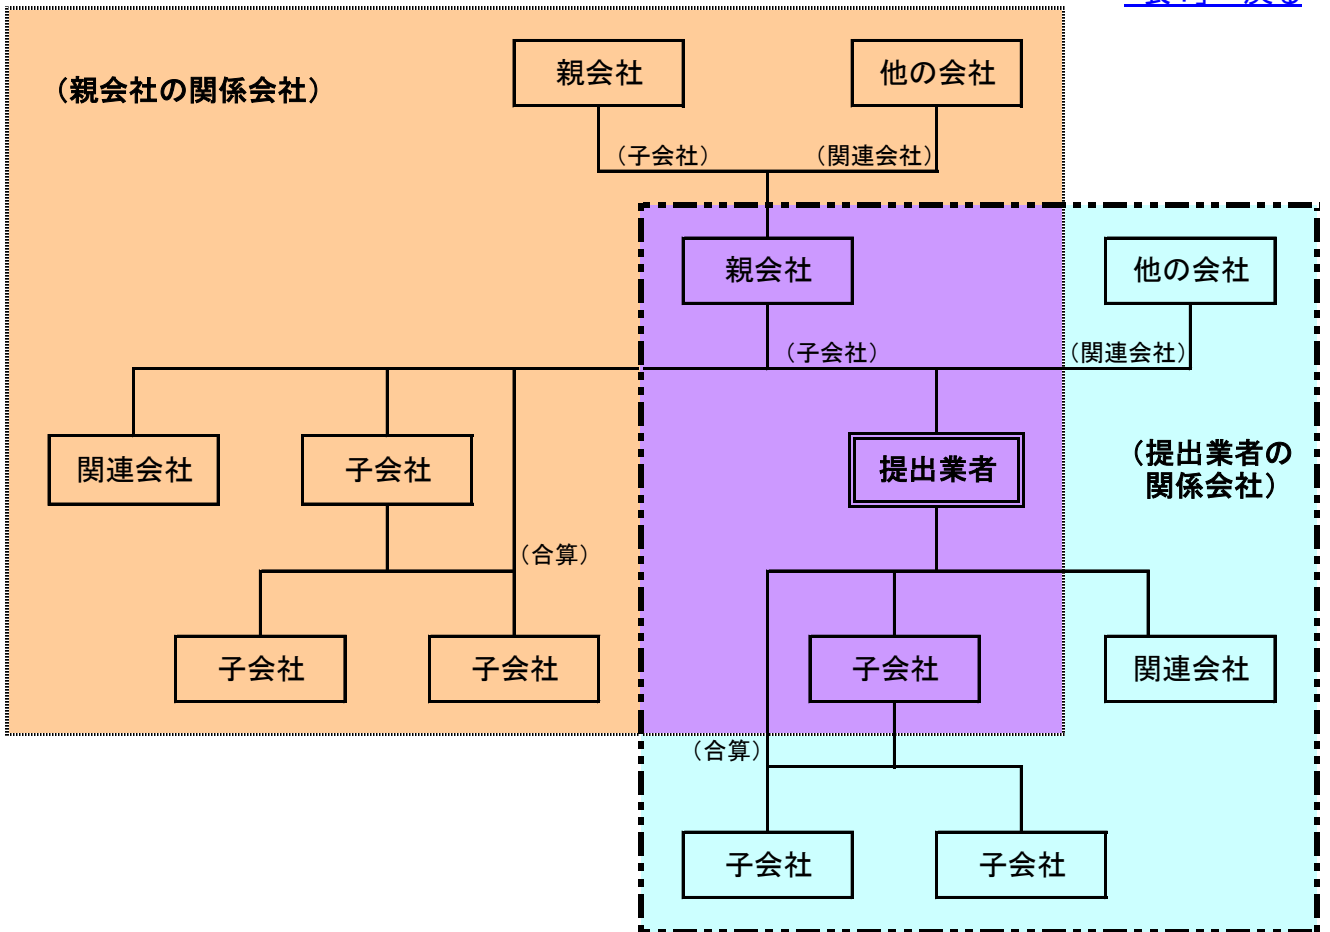 親会社
他の会社
（親会社の関係会社）
（子会社）
（関連会社）
親会社
他の会社
（子会社）
（関連会社）
関連会社
子会社
提出業者
（提出業者の
関係会社）
（合算）
子会社
子会社
子会社
関連会社
（合算）
子会社
子会社